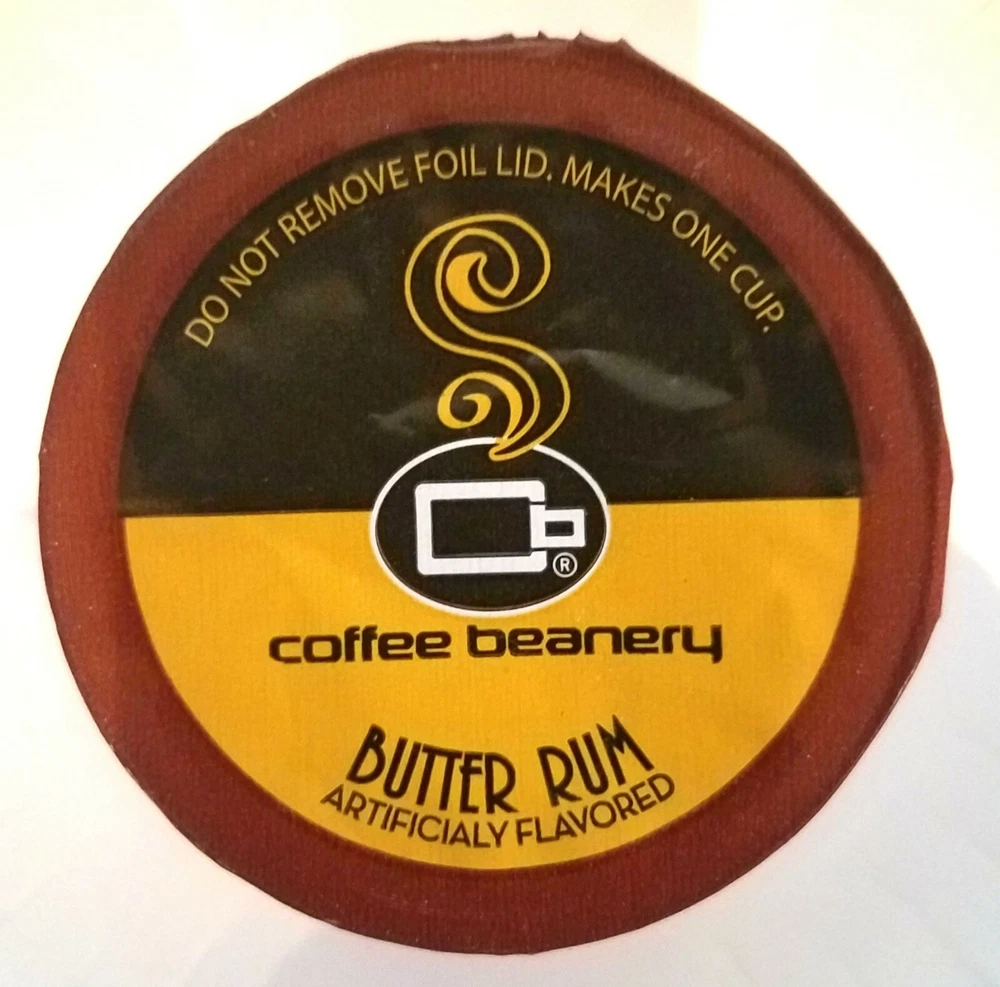 DO NOT REMOVE FOIL LID. MAKES ONE CUP.
®
coffee beanery
BUTTER RUM
ARTIFICIALY FLAVORED